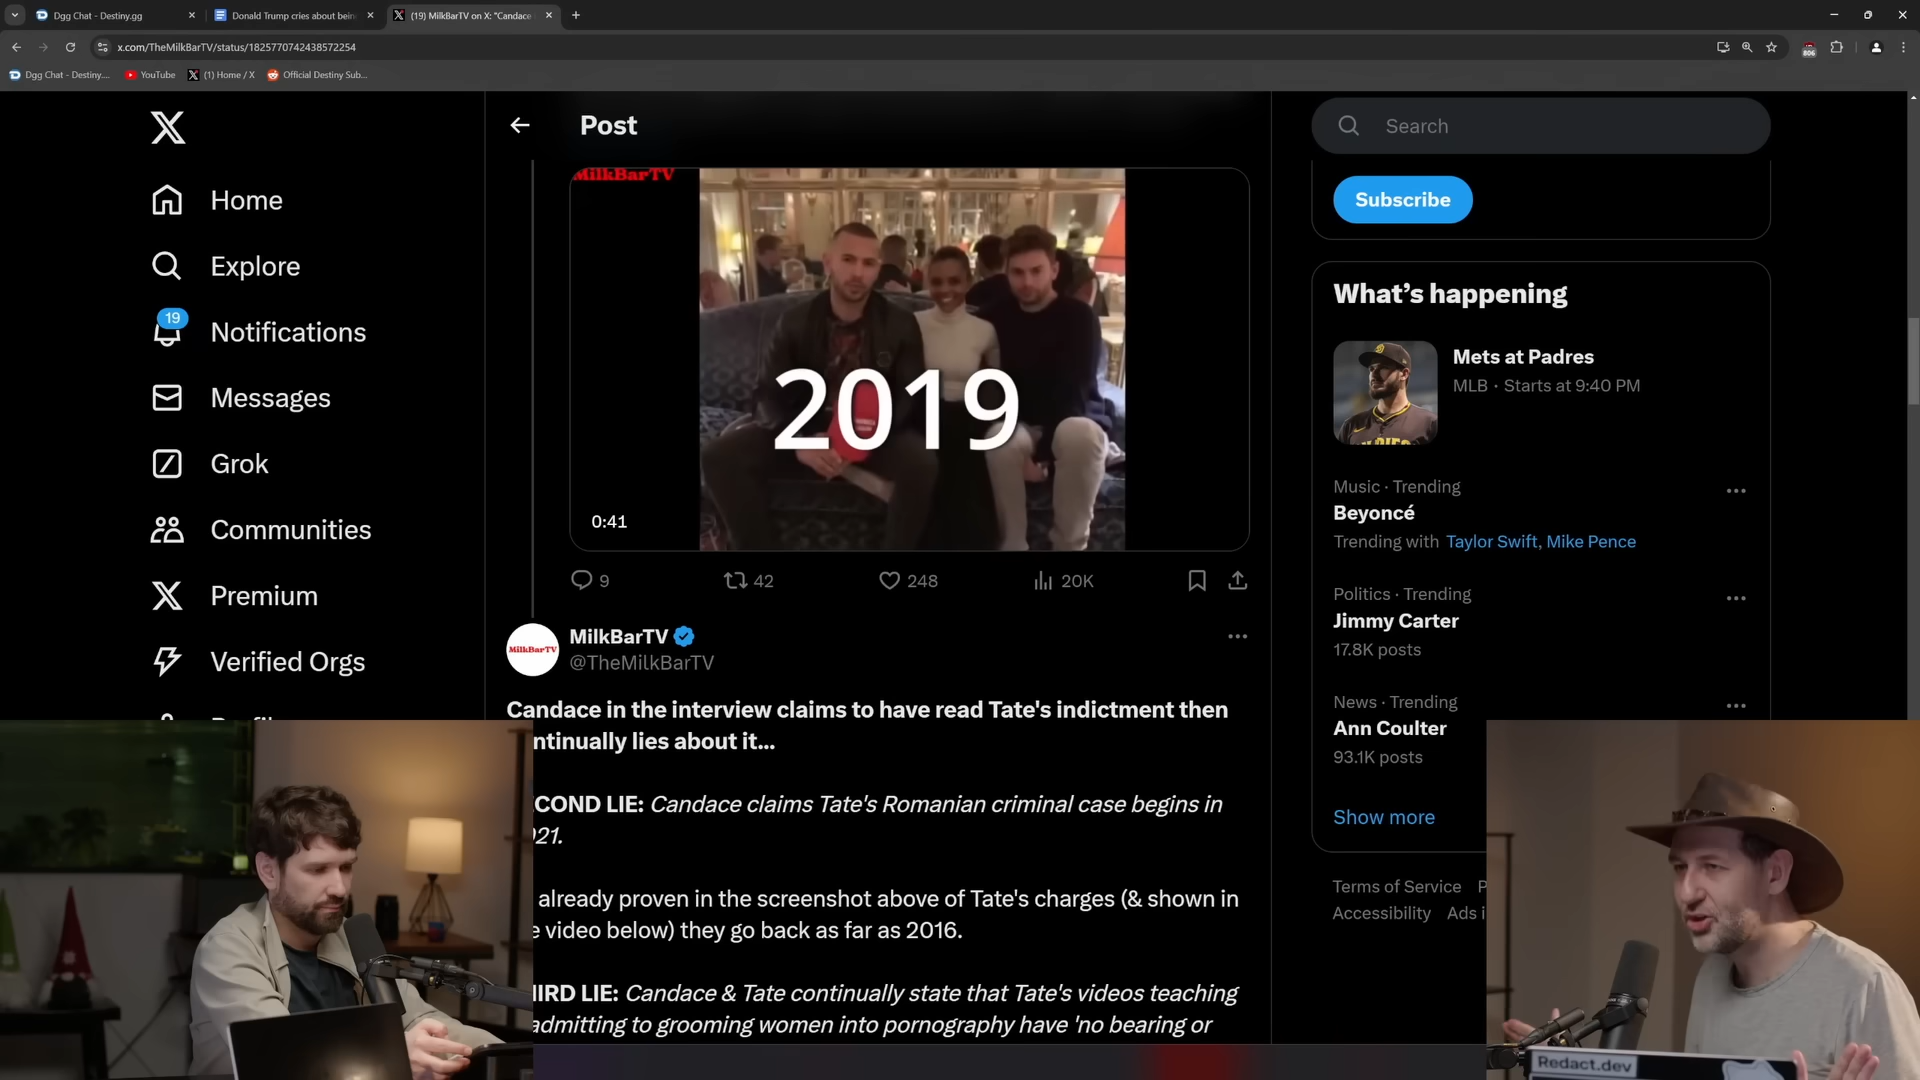 Dgg Chat - Destiny.gg
Donald Trump cries about bein
(19) MilkBarTV on X: "Candace
x.com/TheMilkBarTV/status/1825770742438572254
806
Dgg Chat - Destiny....
YouTube
(1) Home / X
Official Destiny Sub...
Home
Explore
19
Notifications
Messages
Grok
Communities
Premium
Verified Orgs
Post
MilkBarTV
2019
0:41
9
42
248
20K
MilkBarTV
MilkBarTV
@TheMilkBarTV
Candace in the interview claims to have read Tate's indictment then
ntinually lies about it...
COND LIE: Candace claims Tate's Romanian criminal case begins in
21.
already proven in the screenshot above of Tate's charges (& shown in
e video below) they go back as far as 2016.
IRD LIE: Candace & Tate continually state that Tate's videos teaching
admitting to grooming women into pornography have 'no bearing or
Search
Subscribe
What's happening
Mets at Padres
MLB · Starts at 9:40 PM
Music · Trending
Beyoncé
Trending with Taylor Swift, Mike Pence
Politics · Trending
Jimmy Carter
17.8K posts
News · Trending
Ann Coulter
93.1K posts
Show more
Terms of Service P
Accessibility Ads i
Redact.dev